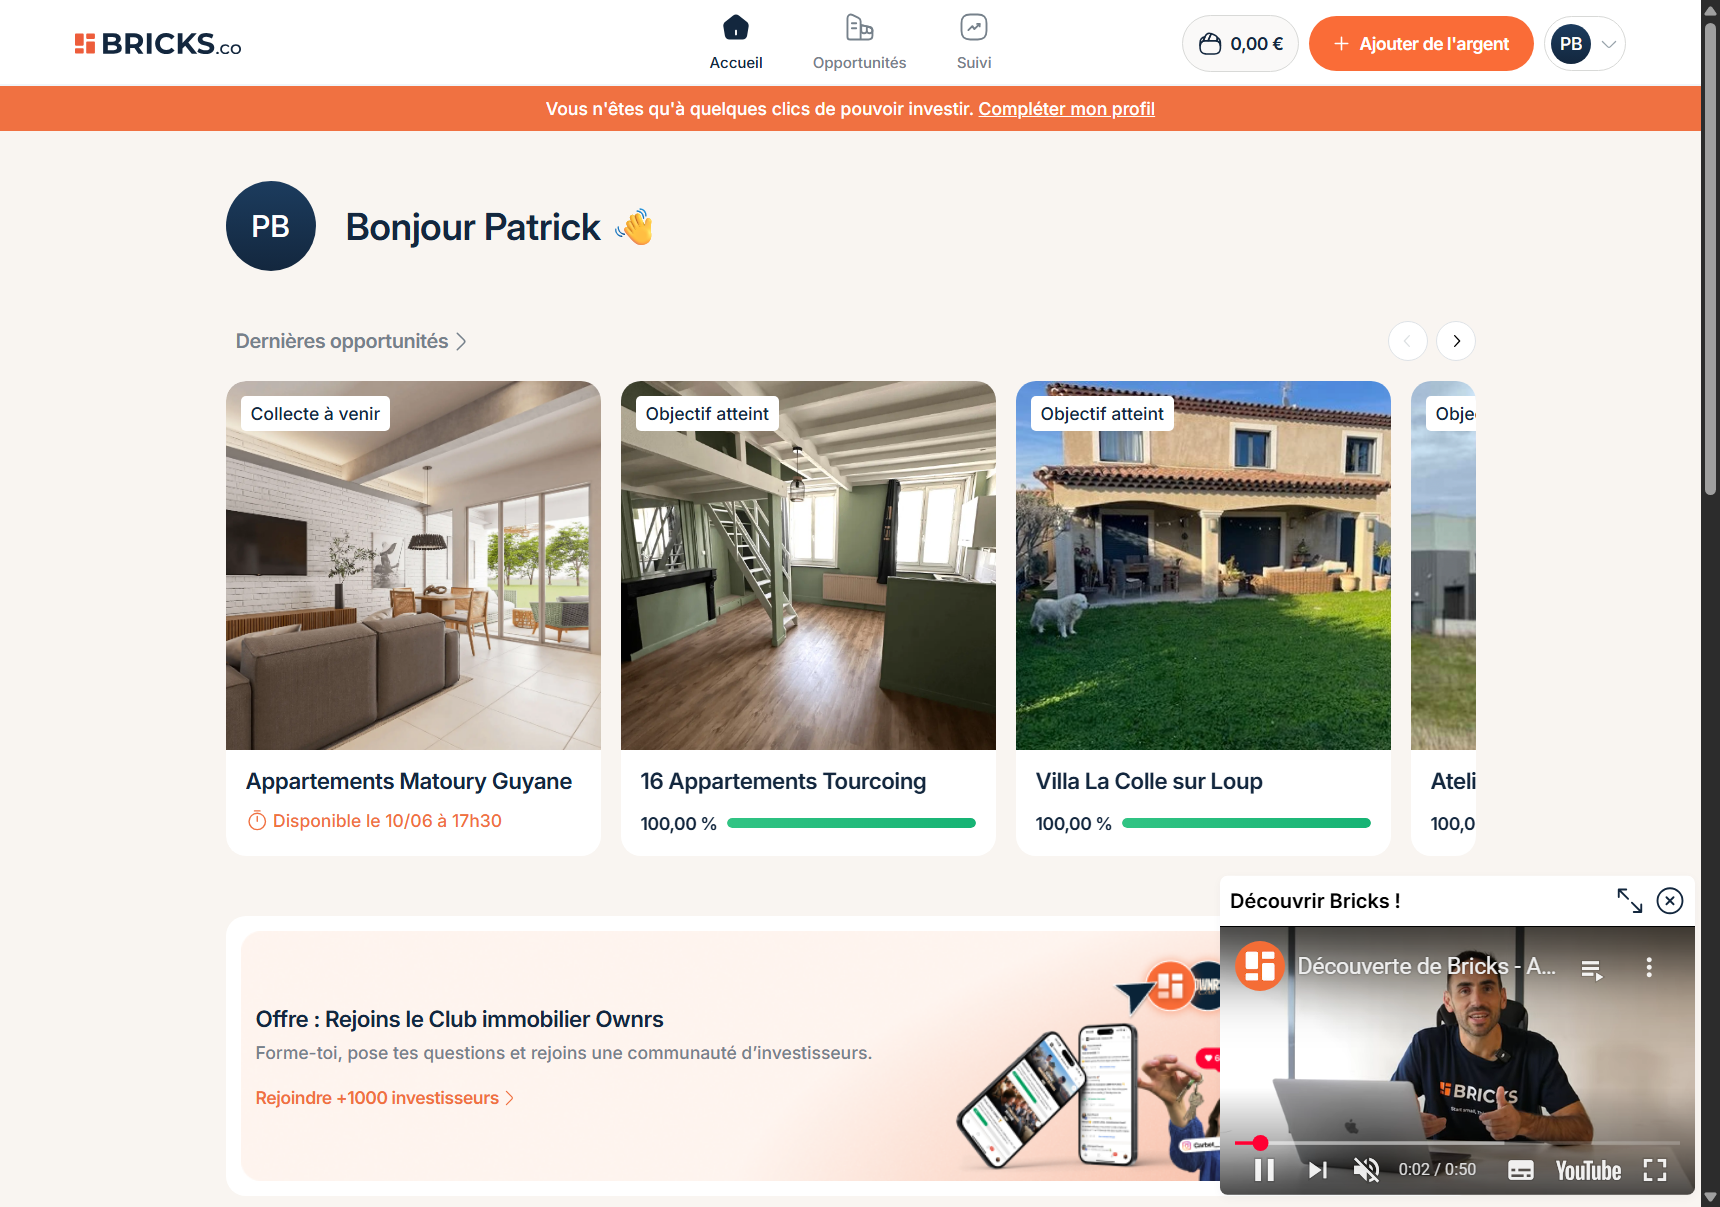 BRICKS.co
Accueil
Opportunités
Suivi
0,00 €
Ajouter de l'argent
PB
Vous n'êtes qu'à quelques clics de pouvoir investir. Compléter mon profil
PB
Bonjour Patrick 👋
Dernières opportunités
Collecte à venir
Objectif atteint
Objectif atteint
Obje
Appartements Matoury Guyane
16 Appartements Tourcoing
Villa La Colle sur Loup
Ateli
Disponible le 10/06 à 17h30
100,00 %
100,00 %
100,0
Découvrir Bricks !
Découverte de Bricks - A...
BRICKS
0:02 / 0:50
YouTube
Offre : Rejoins le Club immobilier Ownrs
Forme-toi, pose tes questions et rejoins une communauté d’investisseurs.
Rejoindre +1000 investisseurs
OWNRS